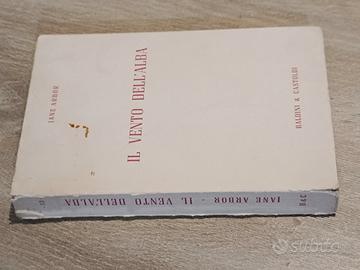 JANE ARBOR
IL VENTO DELL'ALBA
BALDINI & CASTOLDI
JANE ARBOR - IL VENTO DELL'ALBA
B&C
subito